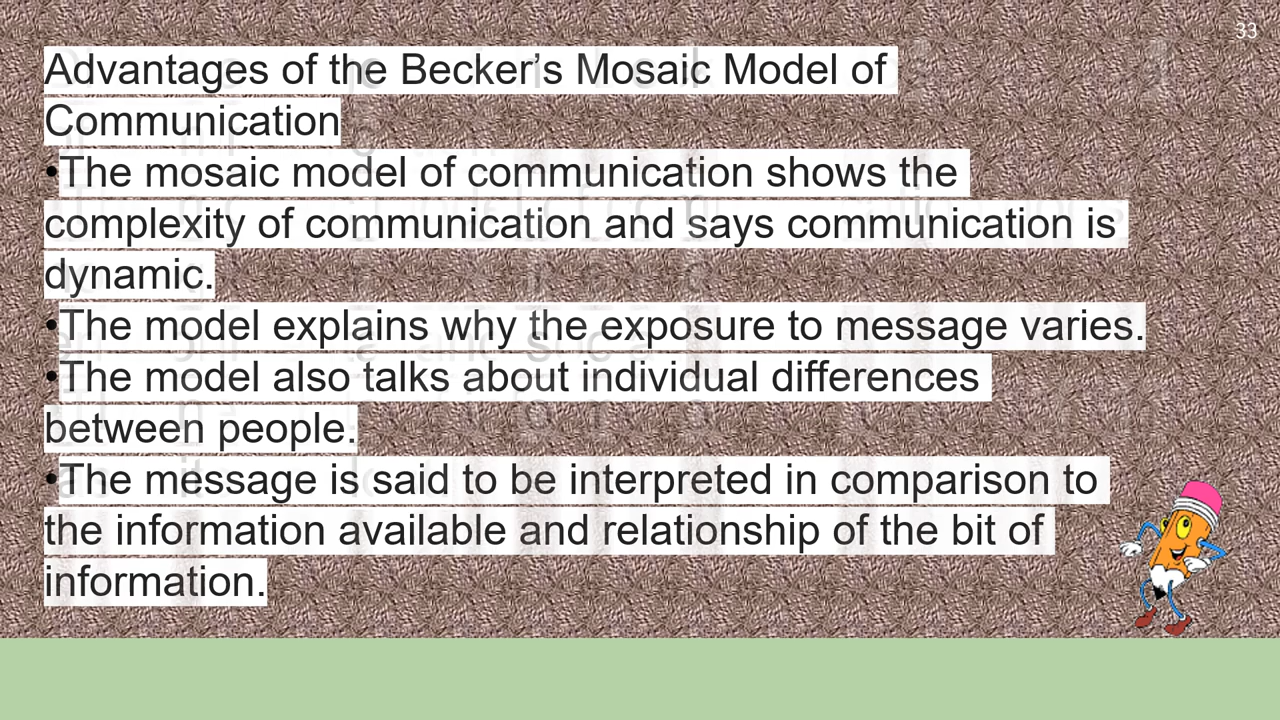 33
Advantages of the Becker’s Mosaic Model of
Communication
•The mosaic model of communication shows the
complexity of communication and says communication is
dynamic.
•The model explains why the exposure to message varies.
•The model also talks about individual differences
between people.
•The message is said to be interpreted in comparison to
the information available and relationship of the bit of
information.